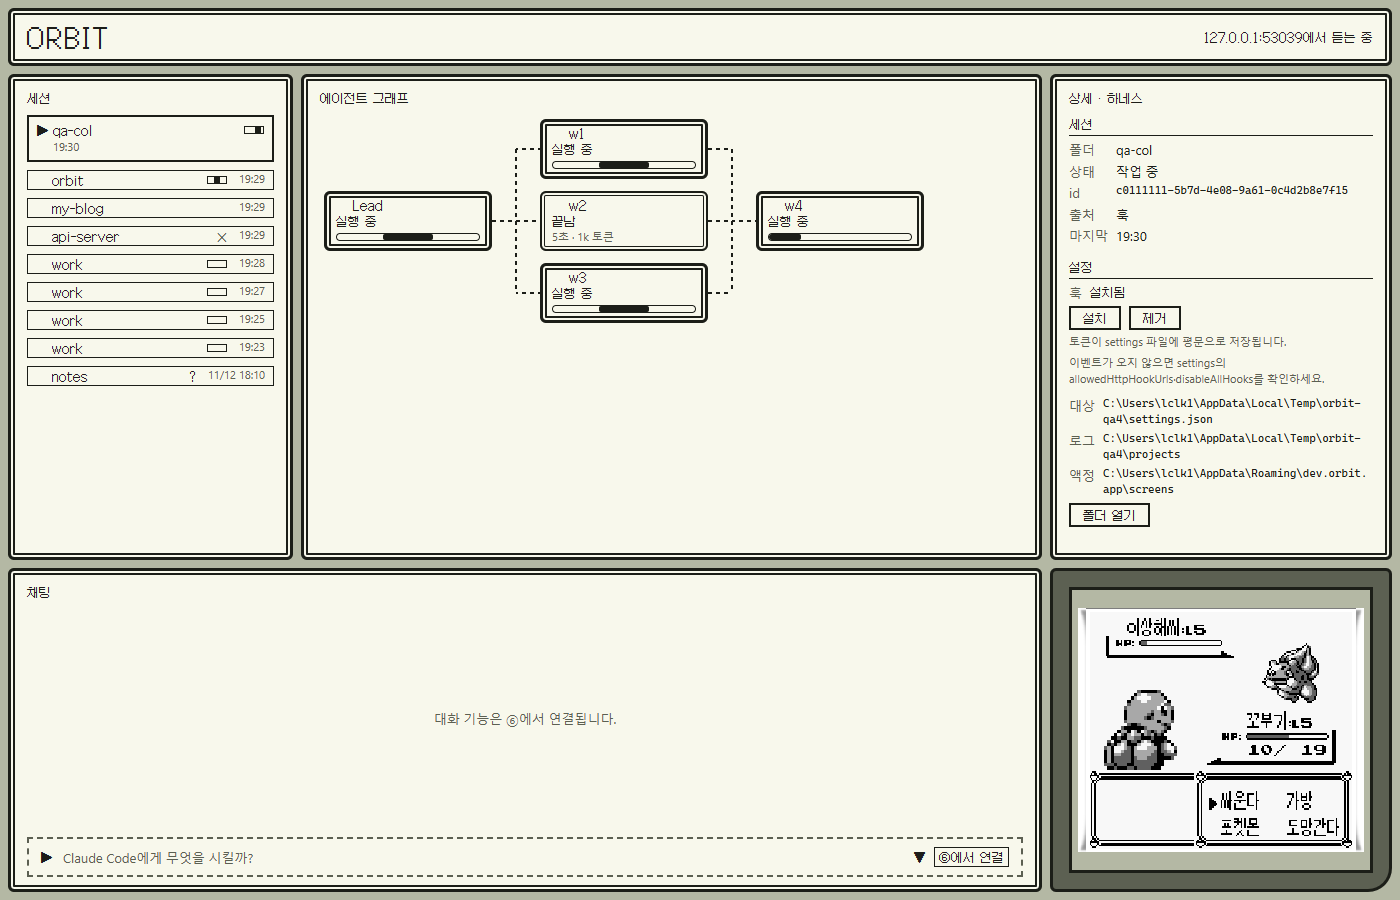 ORBIT
127.0.0.1:53039에서 듣는 중
세션
▶ qa-col
19:30
orbit 19:29
my-blog 19:29
api-server × 19:29
work 19:28
work 19:27
work 19:25
work 19:23
notes ? 11/12 18:10
에이전트 그래프
Lead
실행 중
w1
실행 중
w2
끝남
5초 · 1k 토큰
w3
실행 중
w4
실행 중
상세 · 하네스
세션
폴더 qa-col
상태 작업 중
id c0111111-5b7d-4e08-9a61-0c4d2b8e7f15
출처 훅
마지막 19:30
설정
훅 설치됨
설치 제거
토큰이 settings 파일에 평문으로 저장됩니다.
이벤트가 오지 않으면 settings의
allowedHttpHookUrls·disableAllHooks를 확인하세요.
대상 C:\Users\lclk1\AppData\Local\Temp\orbit-
qa4\settings.json
로그 C:\Users\lclk1\AppData\Local\Temp\orbit-
qa4\projects
액정 C:\Users\lclk1\AppData\Roaming\dev.orbit.
app\screens
폴더 열기
채팅
대화 기능은 ⑥에서 연결됩니다.
▶ Claude Code에게 무엇을 시킬까? ▼ ⑥에서 연결
이상해씨:L5
HP:
꼬부기:L5
HP:
10/ 19
▶싸운다 가방
포켓몬 도망간다